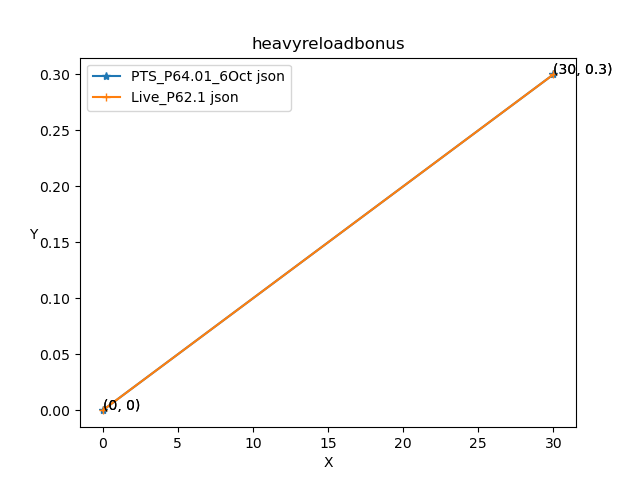 heavyreloadbonus
PTS_P64.01_6Oct json
Live_P62.1 json
(30, 0.3)
(0, 0)
Y
0.30
0.25
0.20
0.15
0.10
0.05
0.00
0 5 10 15 20 25 30
X